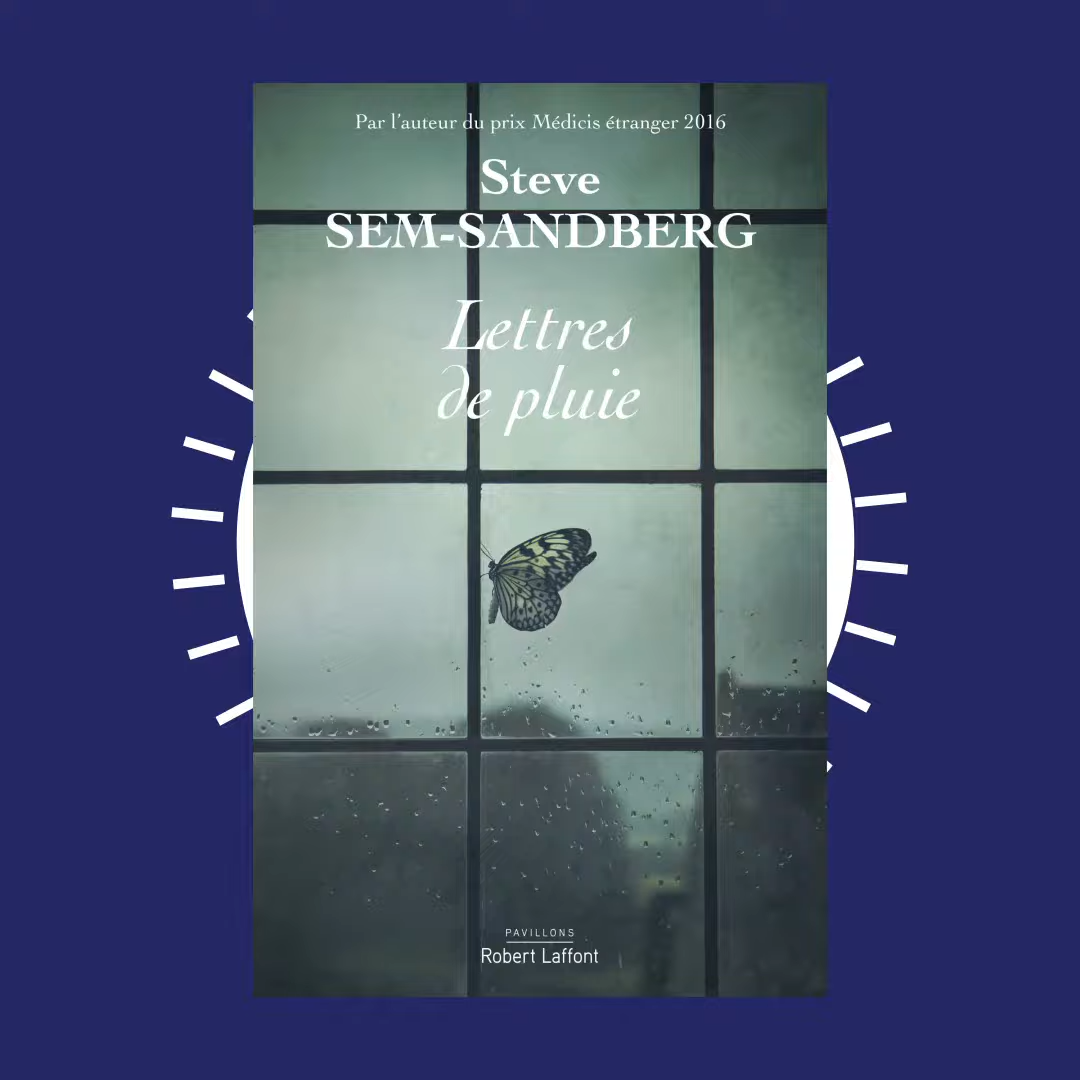 Par l'auteur du prix Médicis étranger 2016
Steve
SEM-SANDBERG
Lettres
de pluie
PAVILLONS
Robert Laffont